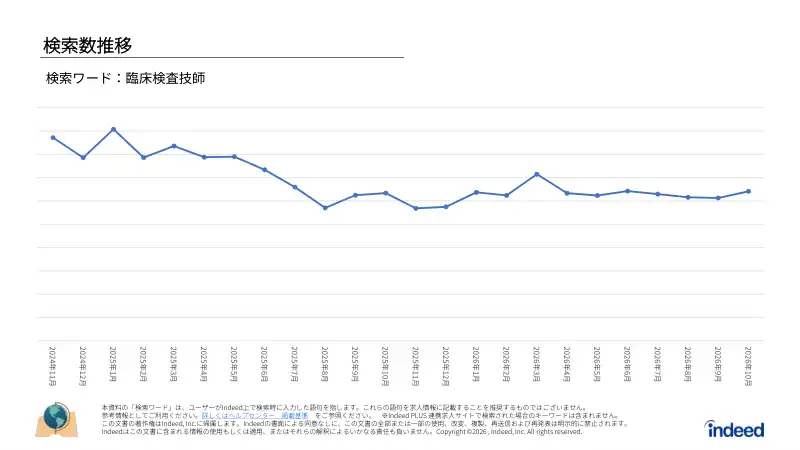 検索数推移
検索ワード：臨床検査技師
2024年11月
2024年12月
2025年1月
2025年2月
2025年3月
2025年4月
2025年5月
2025年6月
2025年7月
2025年8月
2025年9月
2025年10月
2025年11月
2025年12月
2026年1月
2026年2月
2026年3月
2026年4月
2026年5月
2026年6月
2026年7月
2026年8月
2026年9月
2026年10月
本資料の「検索ワード」は、ユーザーがIndeed上で検索時に入力した語句を指します。これらの語句を求人情報に記載することを推奨するものではございません。
参考情報としてご利用ください。詳しくはヘルプセンター　掲載基準　をご参照ください。　※Indeed PLUS 連携求人サイトで検索された場合のキーワードは含まれません。
この文書の著作権はIndeed, Inc.に帰属します。Indeedの書面による同意なしに、この文書の全部または一部の使用、改変、複製、再送信および再発表は明示的に禁止されます。
Indeedはこの文書に含まれる情報の使用もしくは適用、またはそれらの解釈によるいかなる責任も負いません。Copyright ©2026 , Indeed, Inc. All rights reserved.
indeed